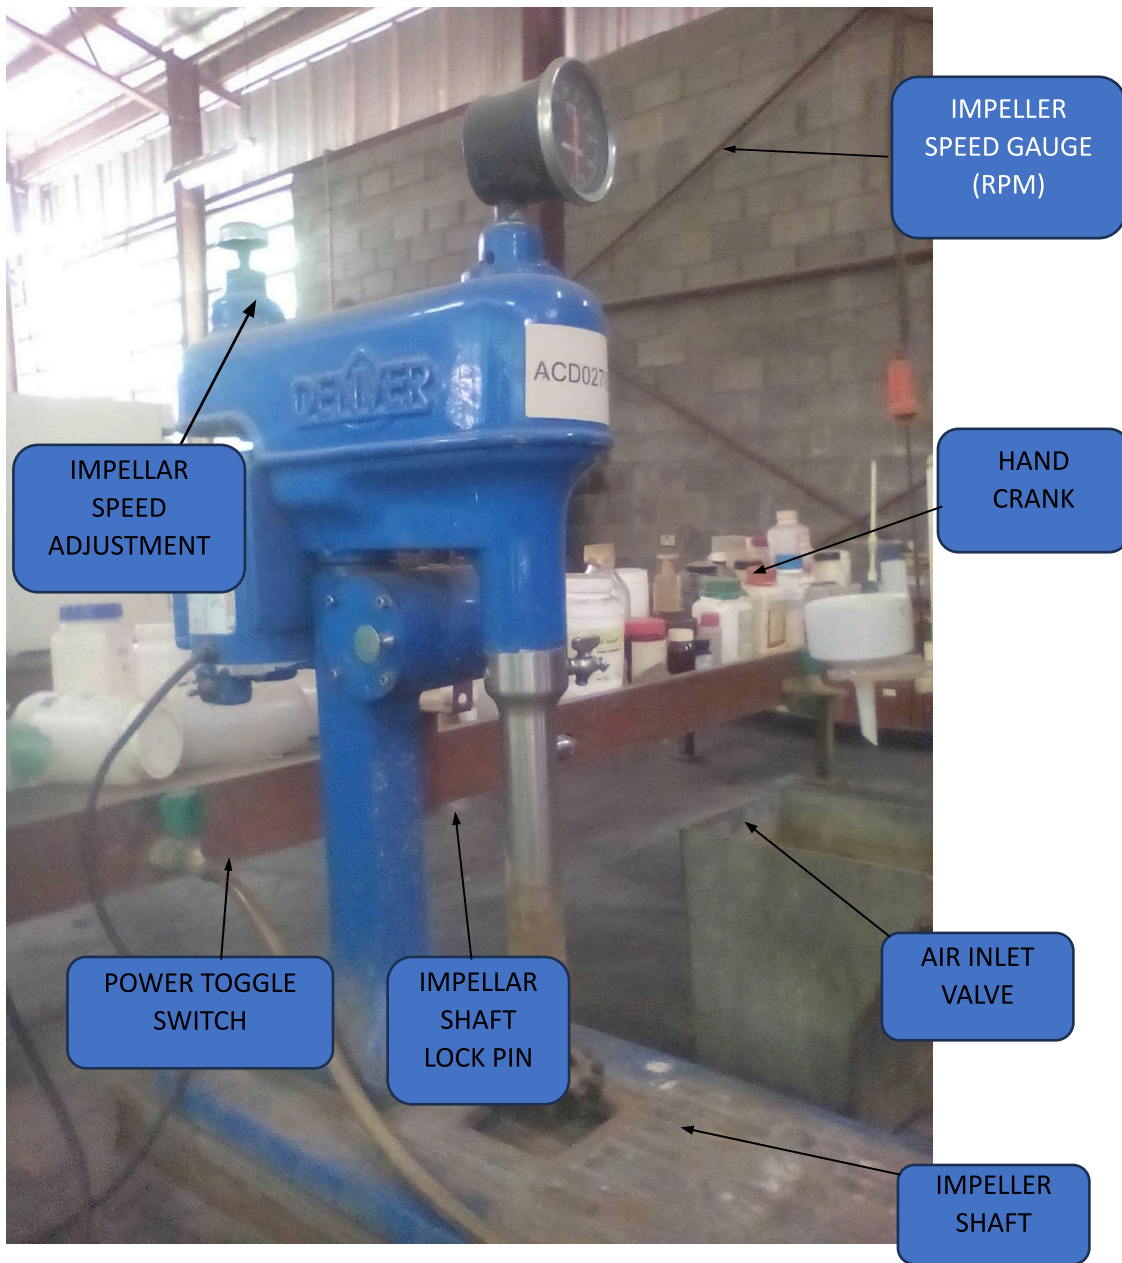 IMPELLER
SPEED GAUGE
(RPM)
DENVER
ACD027
HAND
CRANK
IMPELLAR
SPEED
ADJUSTMENT
POWER TOGGLE
SWITCH
IMPELLAR
SHAFT
LOCK PIN
AIR INLET
VALVE
IMPELLER
SHAFT